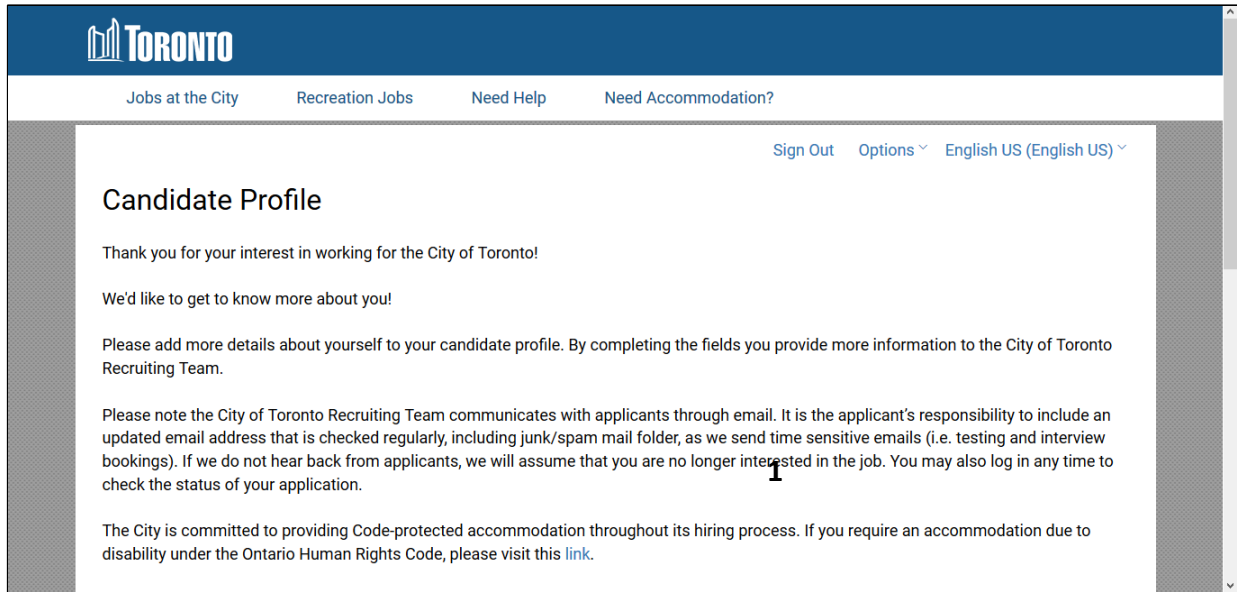 TORONTO
Jobs at the City Recreation Jobs Need Help Need Accommodation?
Sign Out Options English US (English US)
Candidate Profile
Thank you for your interest in working for the City of Toronto!
We'd like to get to know more about you!
Please add more details about yourself to your candidate profile. By completing the fields you provide more information to the City of Toronto
Recruiting Team.
Please note the City of Toronto Recruiting Team communicates with applicants through email. It is the applicant’s responsibility to include an
updated email address that is checked regularly, including junk/spam mail folder, as we send time sensitive emails (i.e. testing and interview
bookings). If we do not hear back from applicants, we will assume that you are no longer interested in the job. You may also log in any time to
1
check the status of your application.
The City is committed to providing Code-protected accommodation throughout its hiring process. If you require an accommodation due to
disability under the Ontario Human Rights Code, please visit this link.